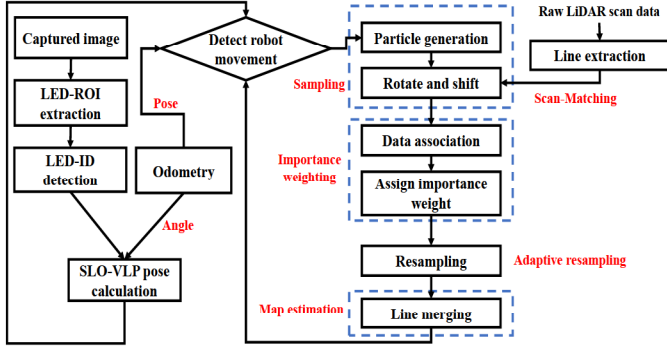 Captured image
LED-ROI
extraction
LED-ID
detection
Pose
Odometry
Angle
SLO-VLP pose
calculation
Detect robot
movement
Sampling
Particle generation
Rotate and shift
Raw LiDAR scan data
Line extraction
Scan-Matching
Importance
weighting
Data association
Assign importance
weight
Resampling
Adaptive resampling
Map estimation
Line merging